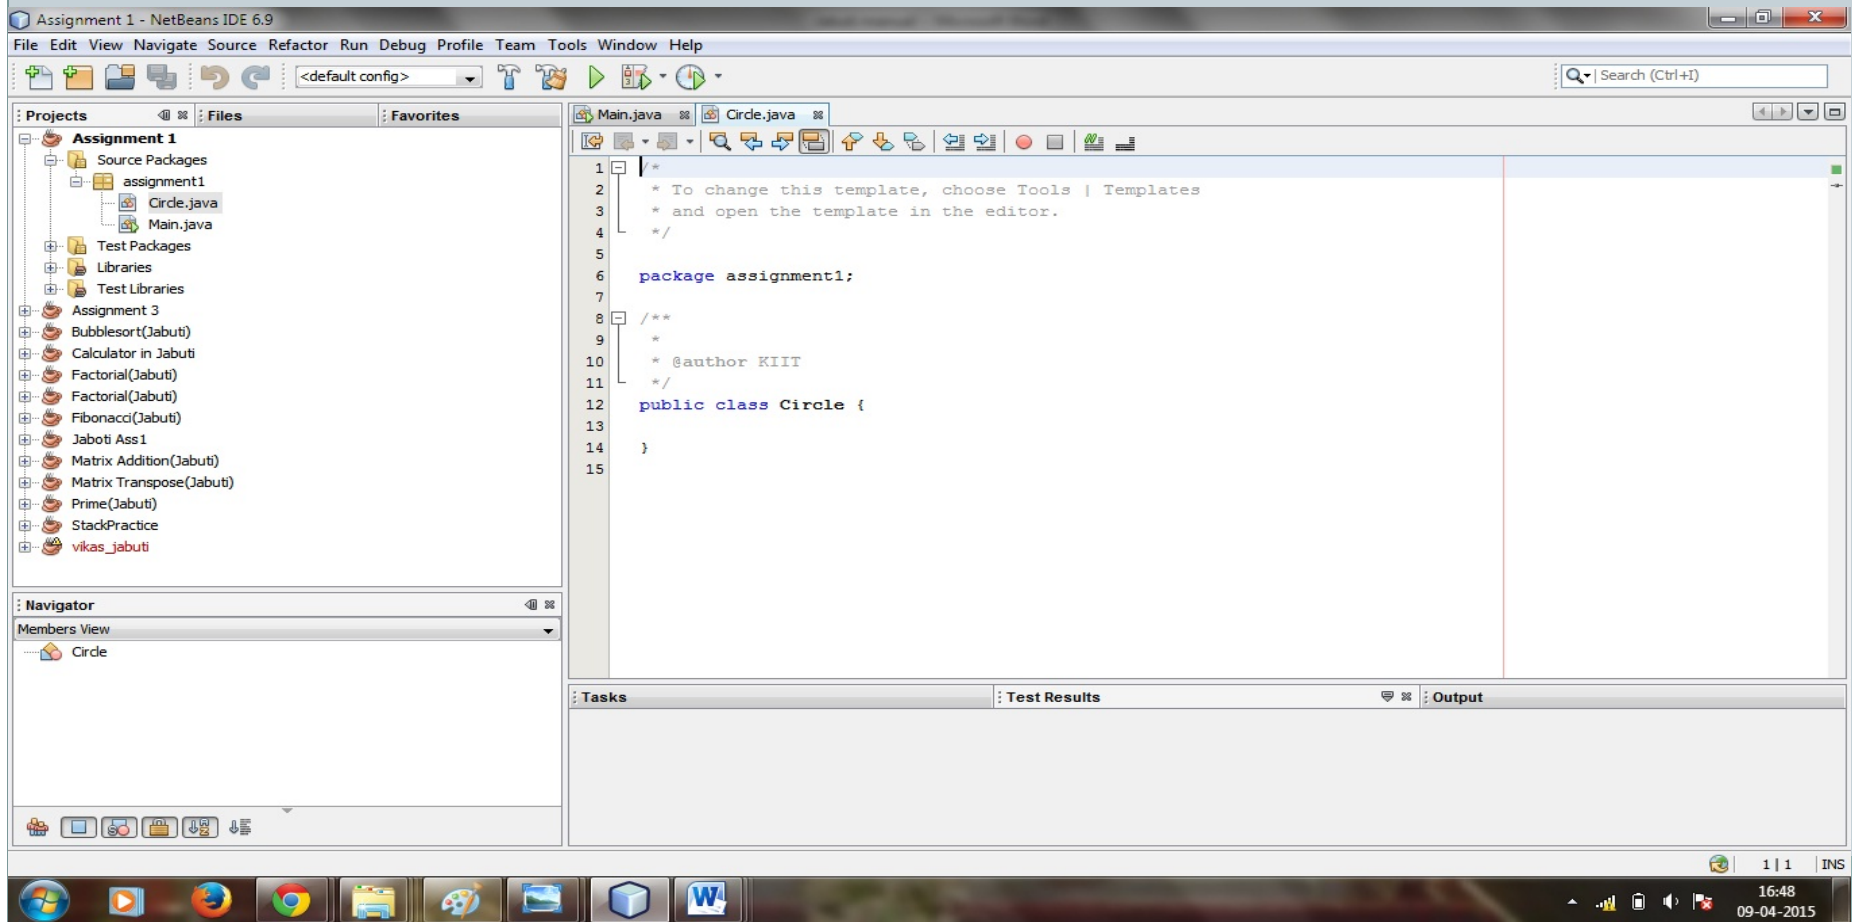 Assignment 1 - NetBeans IDE 6.9
File Edit View Navigate Source Refactor Run Debug Profile Team Tools Window Help
<default config>
Search (Ctrl+I)
Projects Files Favorites
Assignment 1
Source Packages
assignment1
Circle.java
Main.java
Test Packages
Libraries
Test Libraries
Assignment 3
Bubblesort(Jabuti)
Calculator in Jabuti
Factorial(Jabuti)
Factorial(Jabuti)
Fibonacci(Jabuti)
Jaboti Ass1
Matrix Addition(Jabuti)
Matrix Transpose(Jabuti)
Prime(Jabuti)
StackPractice
vikas_jabuti
Navigator
Members View
Circle
Main.java Circle.java
1 /*
2 * To change this template, choose Tools | Templates
3 * and open the template in the editor.
4 */
5
6 package assignment1;
7
8 /**
9 *
10 * @author KIIT
11 */
12 public class Circle {
13
14 }
15
Tasks Test Results Output
1 | 1 INS
16:48
09-04-2015